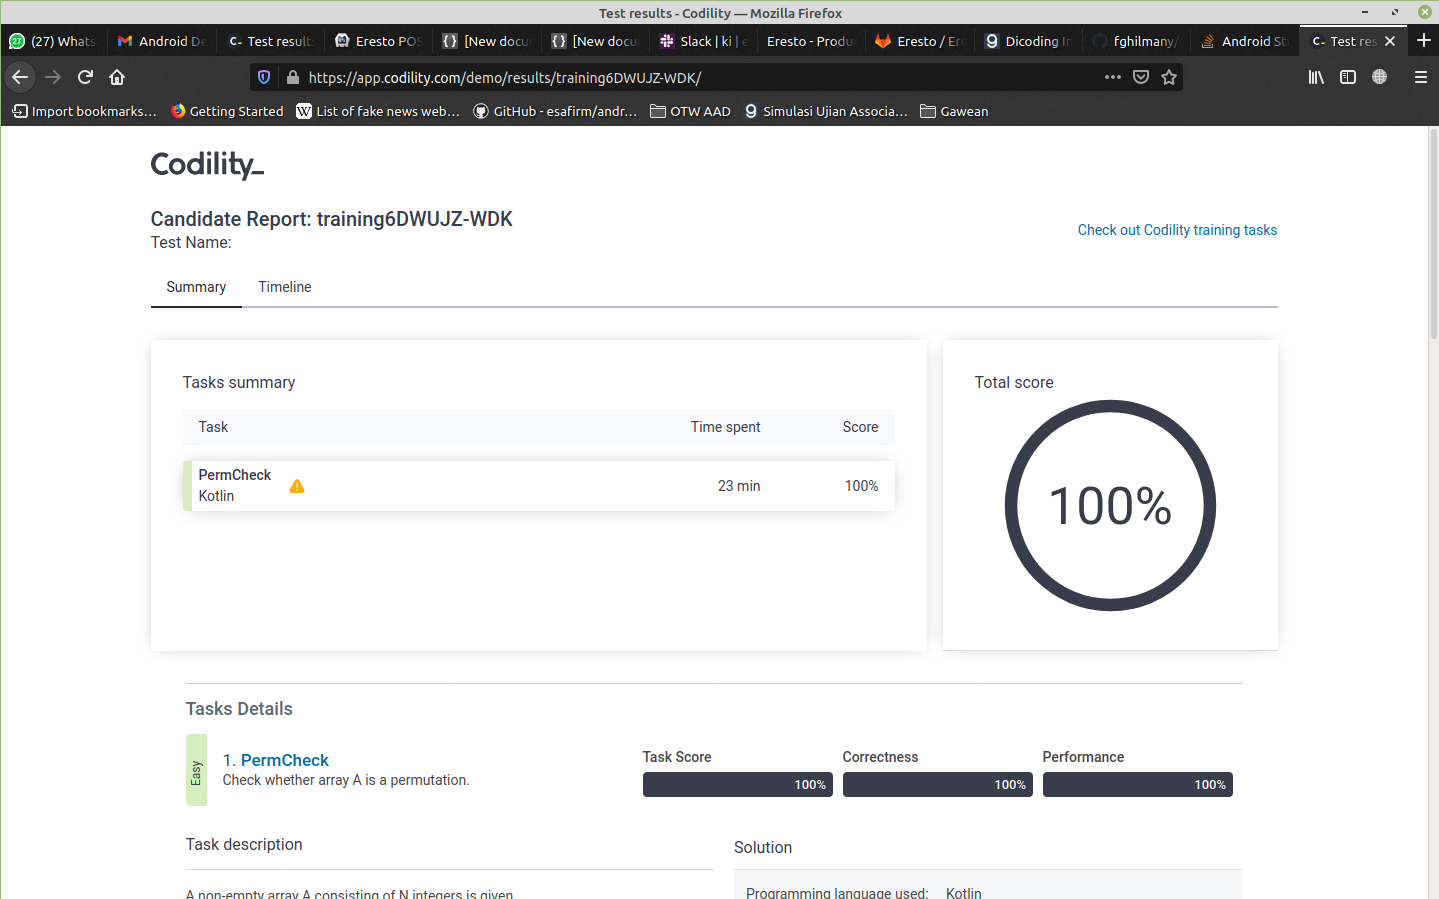 Test results - Codility — Mozilla Firefox
27 (27) Whats
Android De
C- Test results
Eresto POS
{} [New docu
{} [New docu
Slack | ki | e
Eresto - Produ
Eresto / Er
Dicoding In
fghilmany/
Android St
C- Test res
https://app.codility.com/demo/results/training6DWUJZ-WDK/
Import bookmarks... Getting Started W List of fake news web... GitHub - esafirm/andr... OTW AAD Simulasi Ujian Associa... Gawean
Codility_
Candidate Report: training6DWUJZ-WDK
Test Name:
Check out Codility training tasks
Summary Timeline
Tasks summary
Task Time spent Score
PermCheck
Kotlin
23 min 100%
Total score
100%
Tasks Details
Easy
1. PermCheck
Check whether array A is a permutation.
Task Score Correctness Performance
100% 100% 100%
Task description
A non-empty array A consisting of N integers is given
Solution
Programming language used: Kotlin